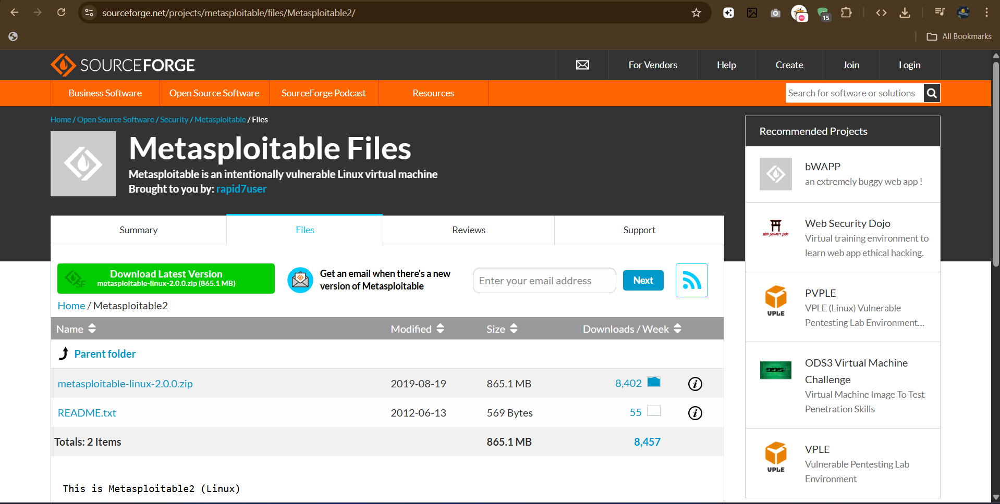 sourceforge.net/projects/metasploitable/files/Metasploitable2/
15
All Bookmarks
SOURCEFORGE
For Vendors
Help
Create
Join
Login
Business Software
Open Source Software
SourceForge Podcast
Resources
Search for software or solutions
Home / Open Source Software / Security / Metasploitable / Files
Metasploitable Files
Metasploitable is an intentionally vulnerable Linux virtual machine
Brought to you by: rapid7user
Summary
Files
Reviews
Support
SF
Download Latest Version
metasploitable-linux-2.0.0.zip (865.1 MB)
Get an email when there's a new
version of Metasploitable
Enter your email address
Next
Home / Metasploitable2
Name Modified Size Downloads / Week
Parent folder
metasploitable-linux-2.0.0.zip 2019-08-19 865.1 MB 8,402 i
README.txt 2012-06-13 569 Bytes 55 i
Totals: 2 Items 865.1 MB 8,457
This is Metasploitable2 (Linux)
Recommended Projects
bWAPP
an extremely buggy web app !
WEB SECURITY DOJO
Web Security Dojo
Virtual training environment to
learn web app ethical hacking.
VPLE
PVPLE
VPLE (Linux) Vulnerable
Pentesting Lab Environment...
ODS3 Virtual Machine
Challenge
Virtual Machine Image To Test
Penetration Skills
VPLE
VPLE
Vulnerable Pentesting Lab
Environment